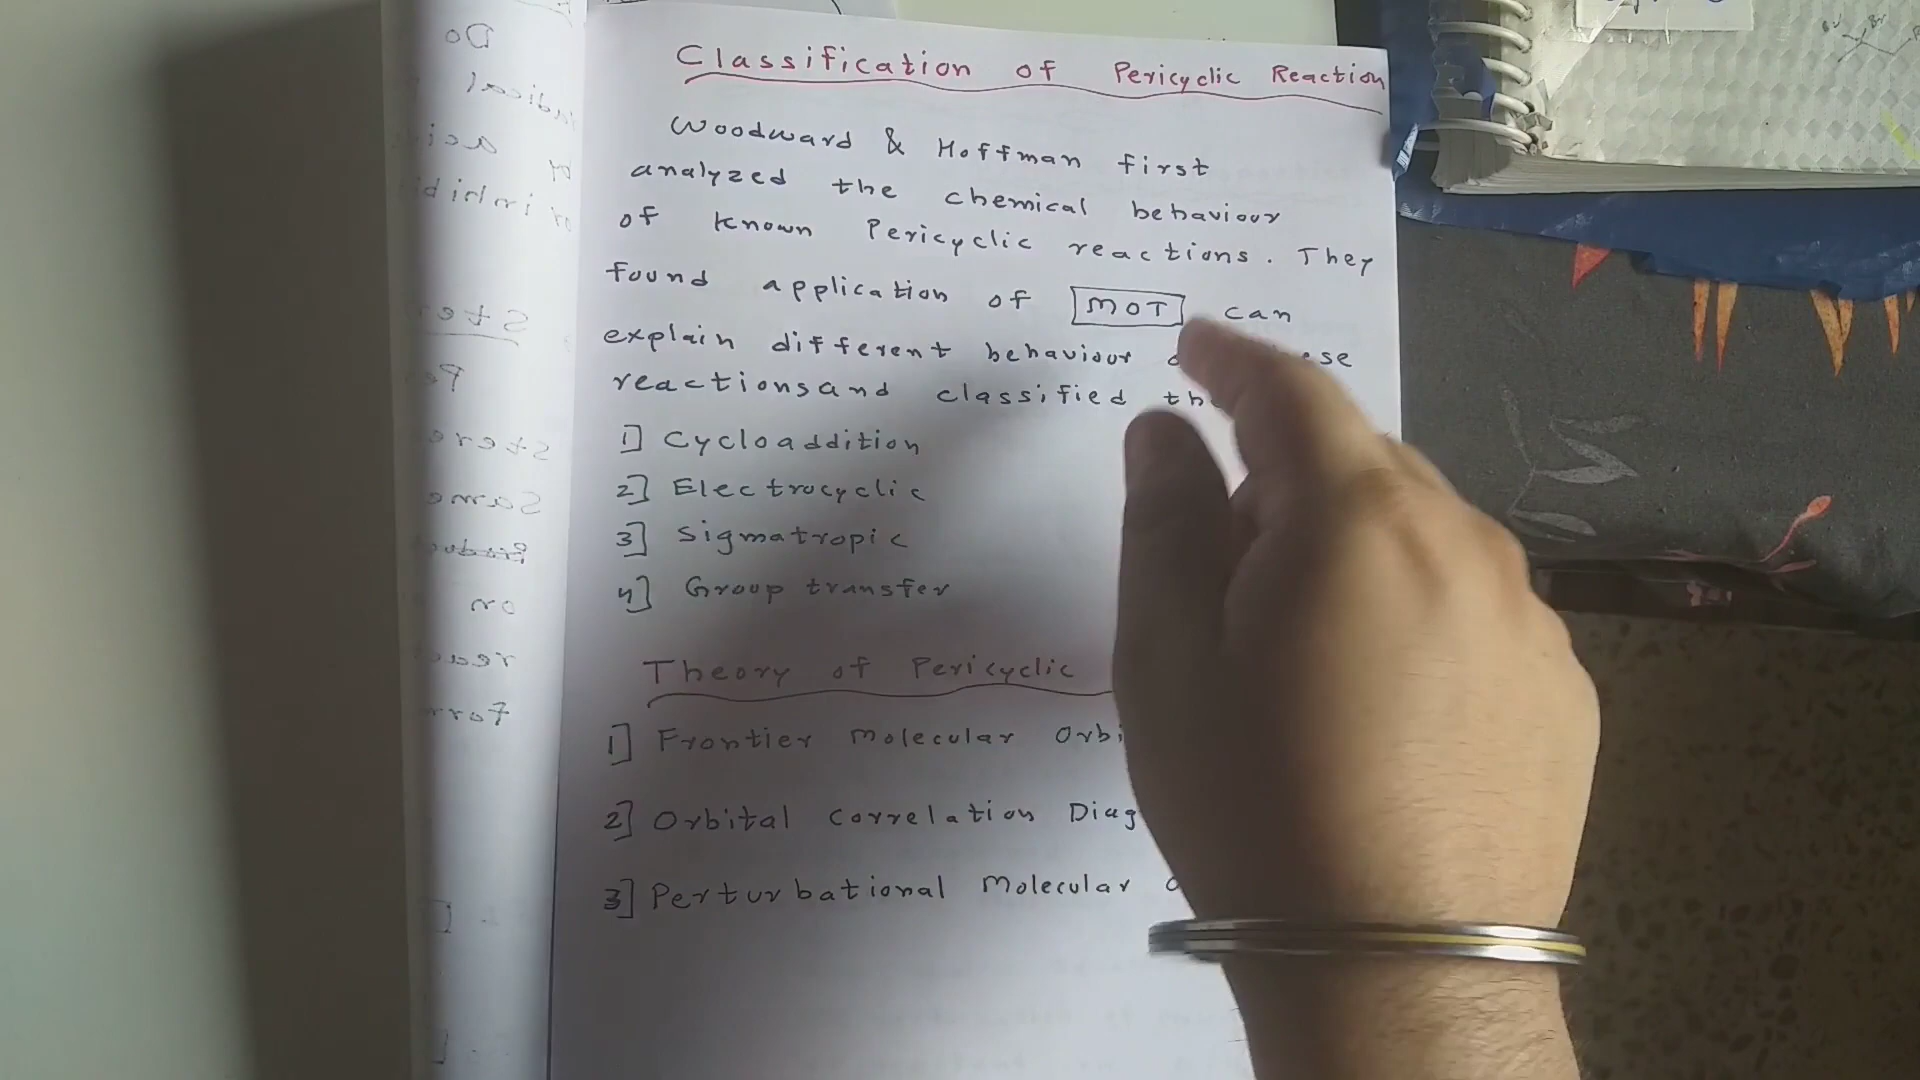 Classification of Pericyclic Reaction
Woodward & Hoffman first
analyzed the chemical behaviour
of known Pericyclic reactions. They
found application of MOT can
explain different behaviour
reactions and classified
1] Cycloaddition
2] Electrocyclic
3] Sigmatropic
4] Group transfer
Theory of Pericyclic
1] Frontier Molecular
2] Orbital Correlation
3] Perturbational Molecular